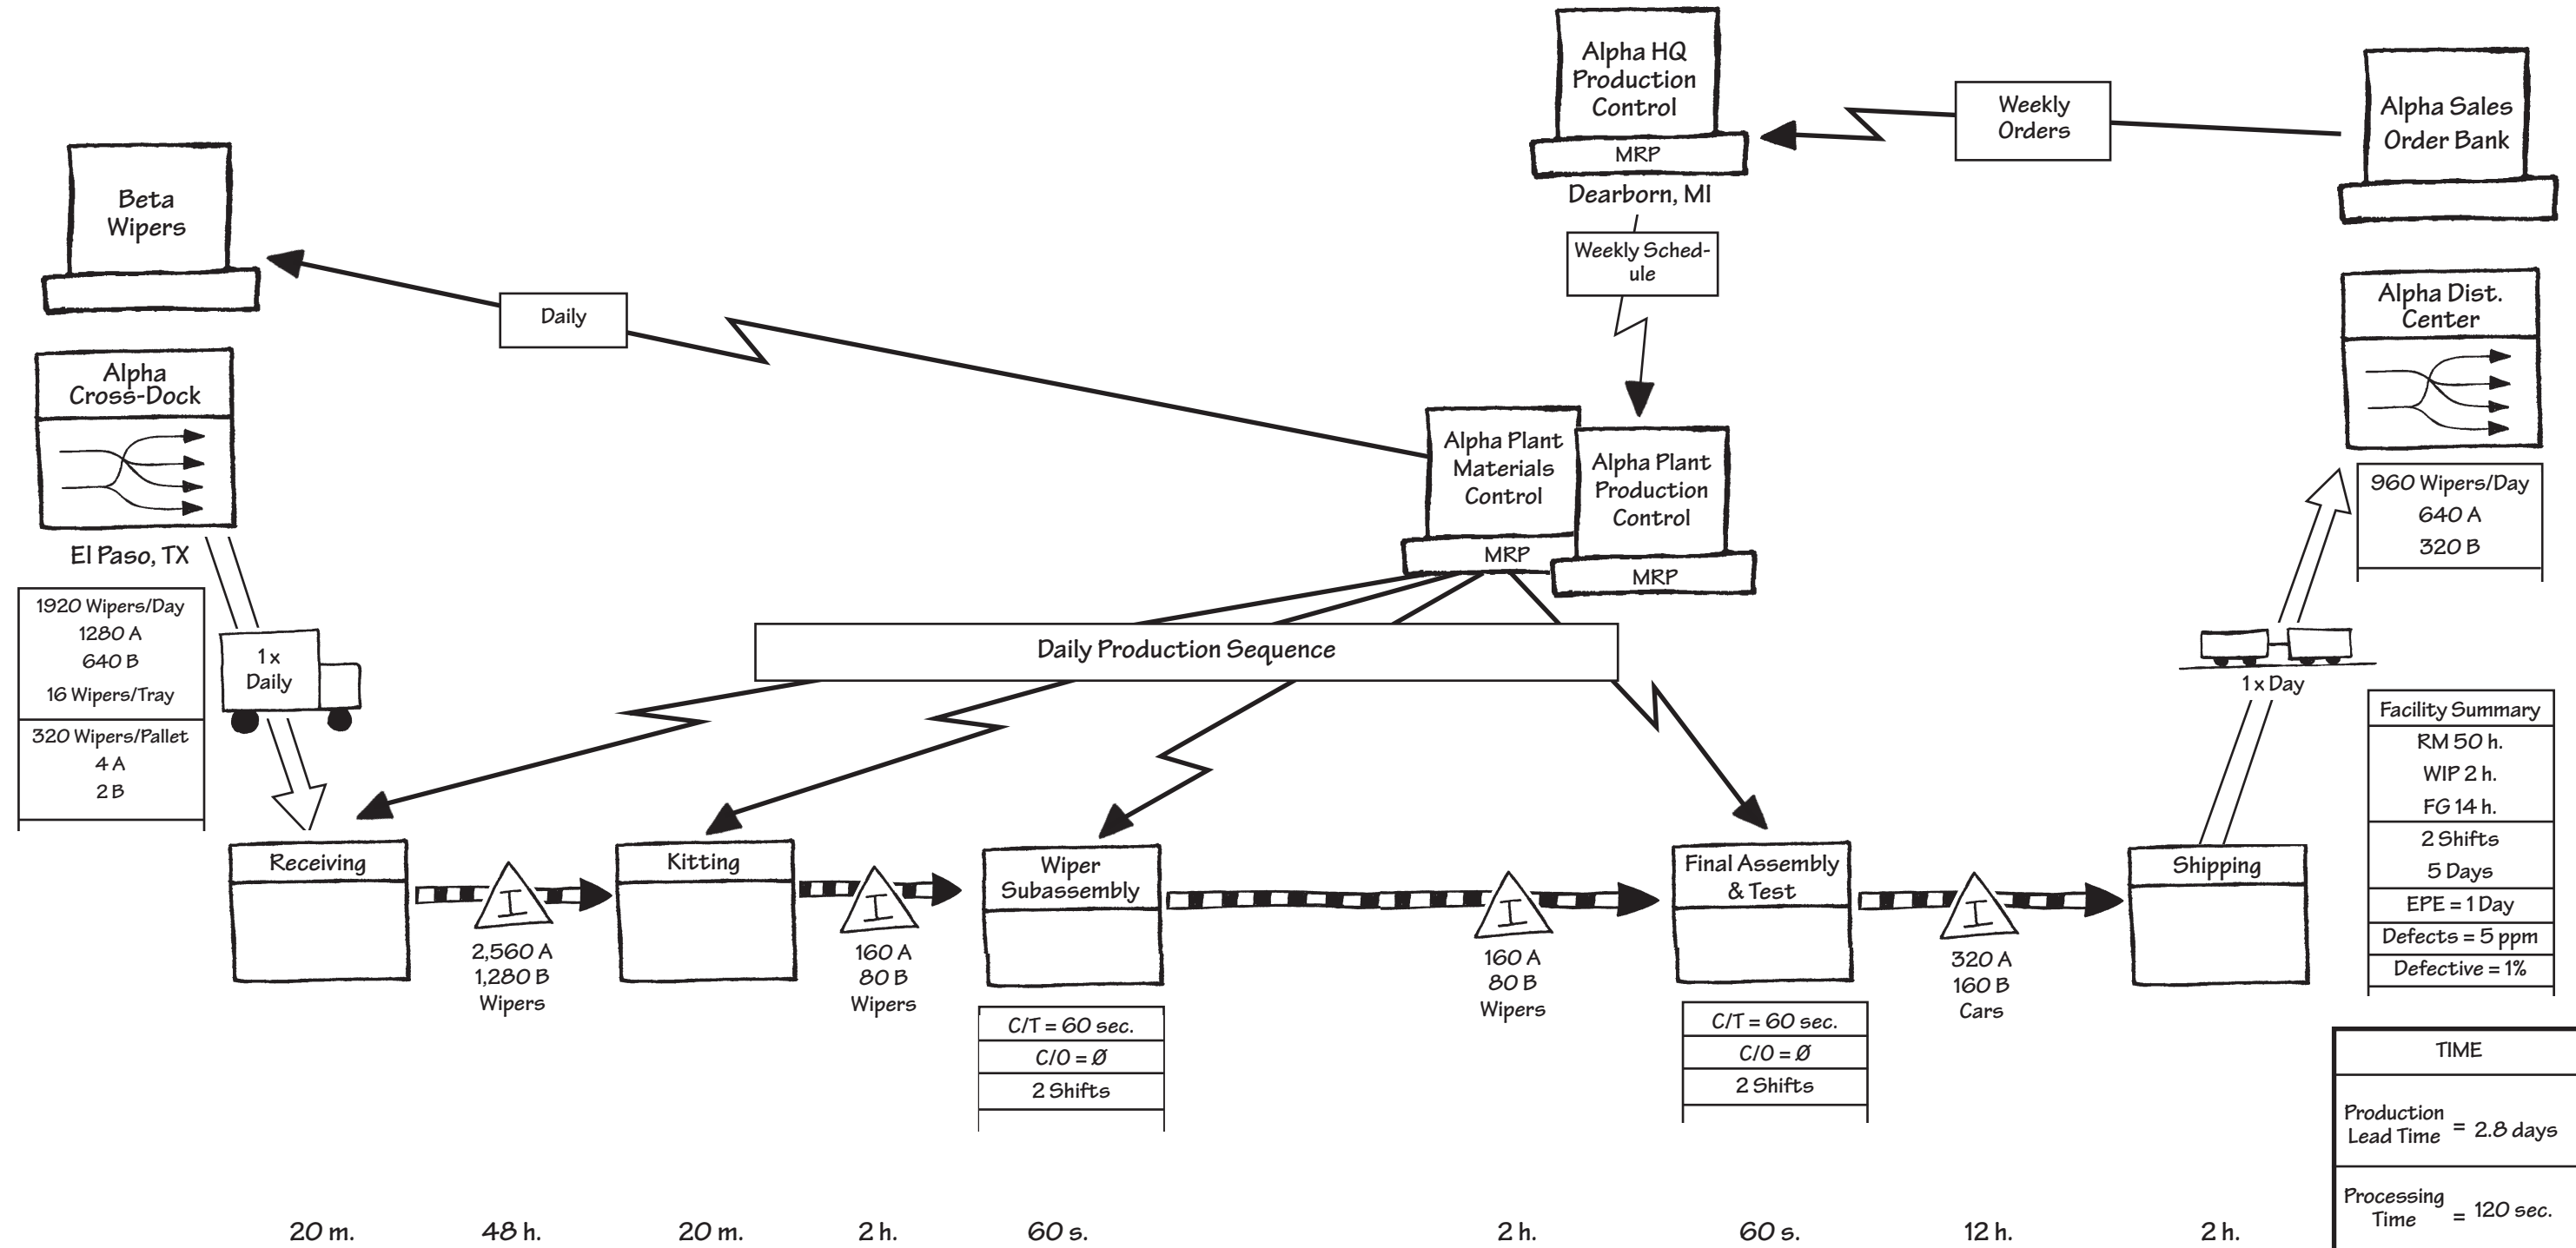 Alpha HQ
Production
Control
MRP
Dearborn, MI
Weekly
Orders
Alpha Sales
Order Bank
Beta
Wipers
Weekly Sched-
ule
Daily
Alpha Dist.
Center
Alpha
Cross-Dock
El Paso, TX
Alpha Plant
Materials
Control
MRP
Alpha Plant
Production
Control
MRP
960 Wipers/Day
640 A
320 B
1920 Wipers/Day
1280 A
640 B
16 Wipers/Tray
320 Wipers/Pallet
4 A
2 B
1 x
Daily
Daily Production Sequence
1 x Day
Facility Summary
RM 50 h.
WIP 2 h.
FG 14 h.
2 Shifts
5 Days
EPE = 1 Day
Defects = 5 ppm
Defective = 1%
Receiving
I
2,560 A
1,280 B
Wipers
Kitting
I
160 A
80 B
Wipers
Wiper
Subassembly
C/T = 60 sec.
C/O = Ø
2 Shifts
I
160 A
80 B
Wipers
Final Assembly
& Test
C/T = 60 sec.
C/O = Ø
2 Shifts
I
320 A
160 B
Cars
Shipping
TIME
Production
Lead Time = 2.8 days
Processing
Time = 120 sec.
20 m. 48 h. 20 m. 2 h. 60 s. 2 h. 60 s. 12 h. 2 h.